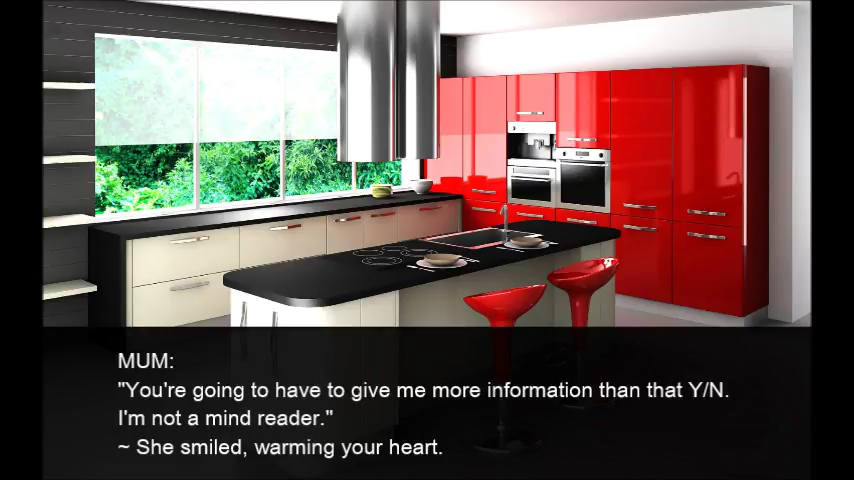 MUM:
"You're going to have to give me more information than that Y/N.
I'm not a mind reader."
~ She smiled, warming your heart.